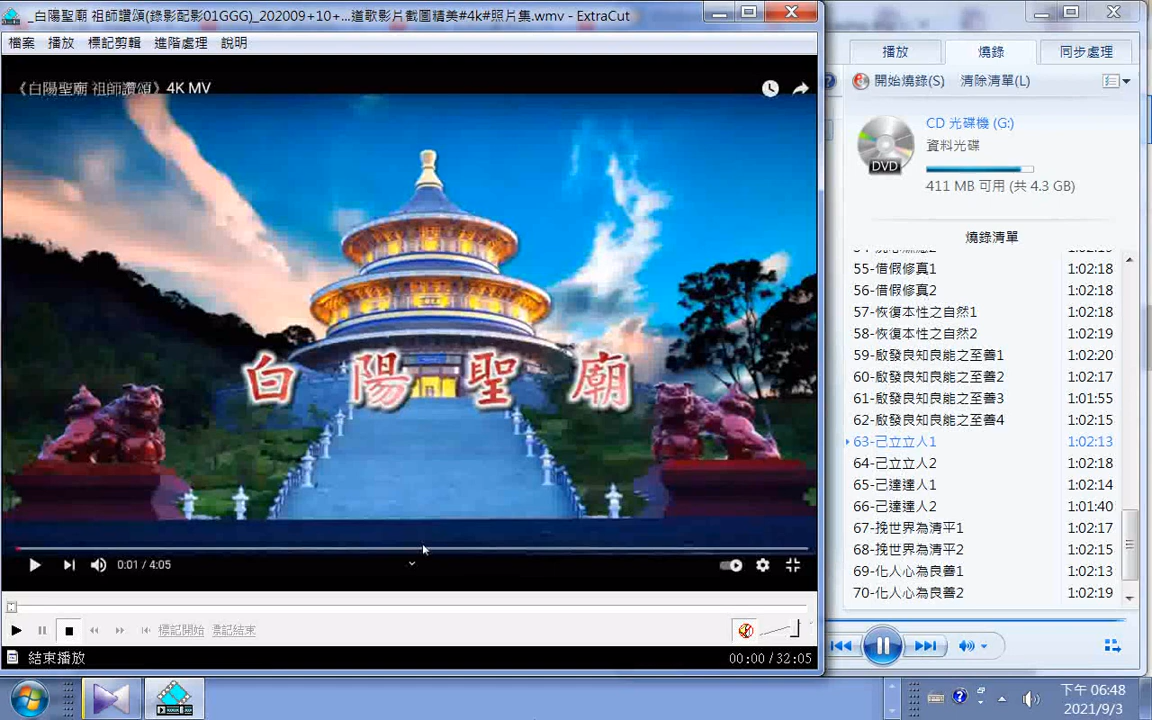 _白陽聖廟 祖師讚頌(錄影配影01GGG)_202009+10+...道歌影片截圖精美#4k#照片集.wmv - ExtraCut
檔案 播放 標記剪輯 進階處理 說明
《白陽聖廟 祖師讚頌》4K MV
白陽聖廟
0:01 / 4:05
標記開始 標記結束
結束播放
00:00 / 32:05
播放 燒錄 同步處理
開始燒錄(S) 清除清單(L)
CD 光碟機 (G:)
資料光碟
DVD
411 MB 可用 (共 4.3 GB)
燒錄清單
55-借假修真1 1:02:18
56-借假修真2 1:02:18
57-恢復本性之自然1 1:02:18
58-恢復本性之自然2 1:02:19
59-啟發良知良能之至善1 1:02:20
60-啟發良知良能之至善2 1:02:17
61-啟發良知良能之至善3 1:01:55
62-啟發良知良能之至善4 1:02:15
63-己立立人1 1:02:13
64-己立立人2 1:02:18
65-己達達人1 1:02:14
66-己達達人2 1:01:40
67-挽世界為清平1 1:02:17
68-挽世界為清平2 1:02:15
69-化人心為良善1 1:02:19
70-化人心為良善2 1:02:19
下午 06:48
2021/9/3